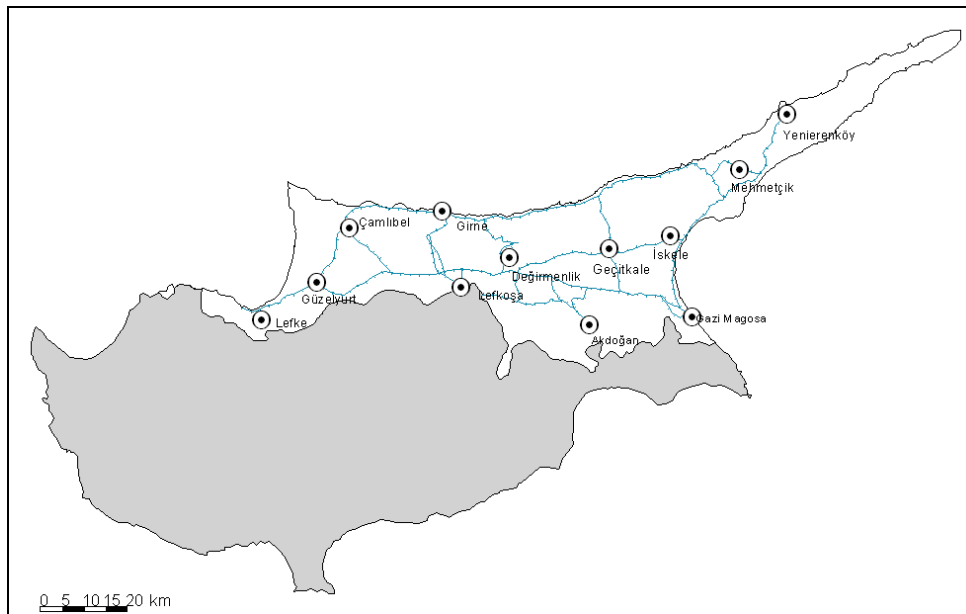 Yenierenköy
Mehmetçik
Çamlıbel
Girne
İskele
Geçitkale
Değirmenlik
Güzelyurt
Lefkoşa
Lefke
Gazi Magosa
Akdoğan
0 5 10 15 20 km